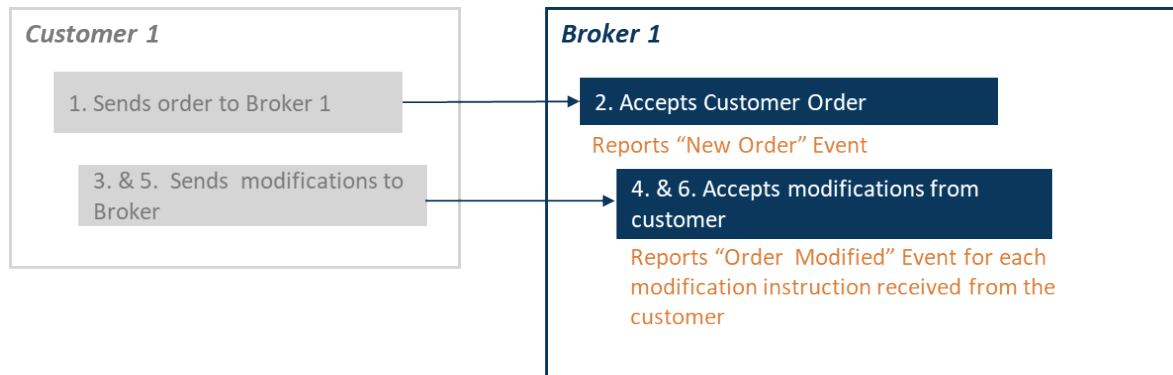 Customer 1
1. Sends order to Broker 1
3. & 5. Sends modifications to
Broker
Broker 1
2. Accepts Customer Order
Reports “New Order” Event
4. & 6. Accepts modifications from
customer
Reports “Order Modified” Event for each
modification instruction received from the
customer